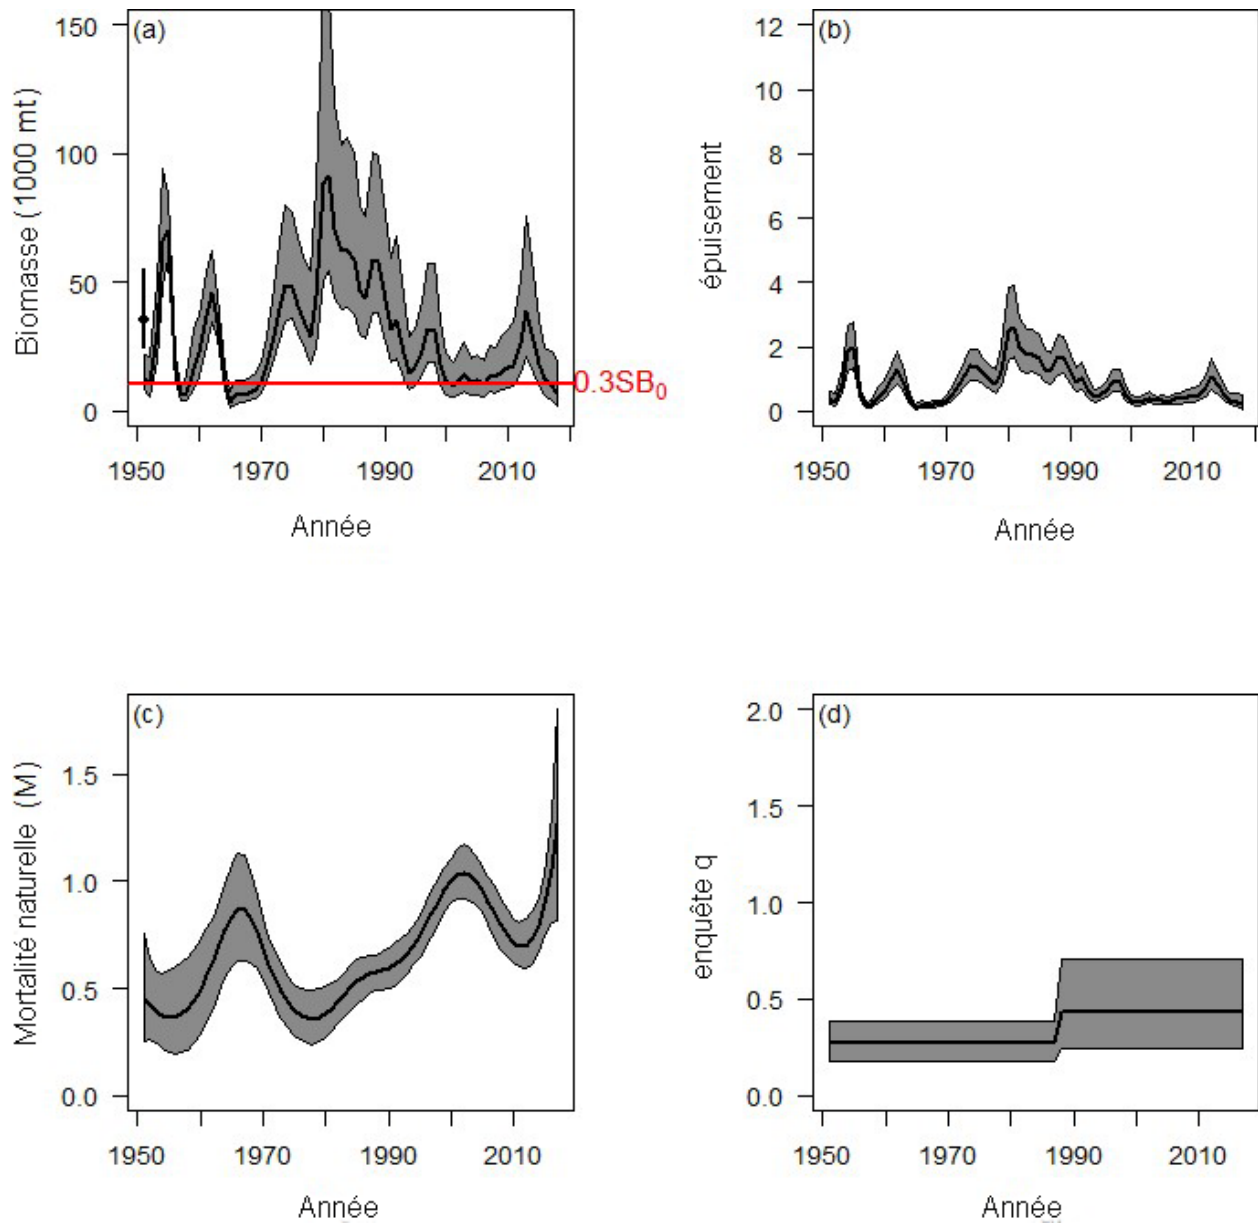 (a)
150
100
50
0
Biomasse (1000 mt)
0.3SB0
1950 1970 1990 2010
Année
(b)
12
10
8
6
4
2
0
épuisement
1950 1970 1990 2010
Année
(c)
1.5
1.0
0.5
0.0
Mortalité naturelle (M)
1950 1970 1990 2010
Année
(d)
2.0
1.5
1.0
0.5
0.0
enquête q
1950 1970 1990 2010
Année